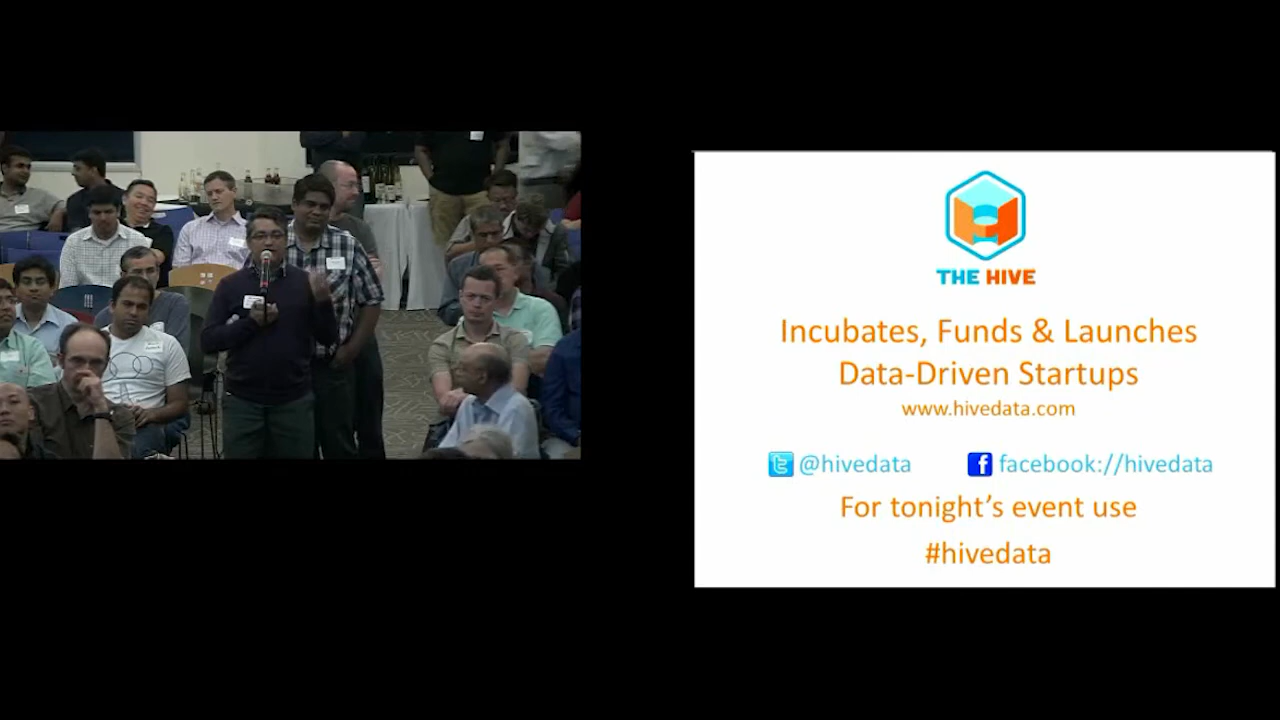 THE HIVE
Incubates, Funds & Launches
Data-Driven Startups
www.hivedata.com
@hivedata
facebook://hivedata
For tonight's event use
#hivedata